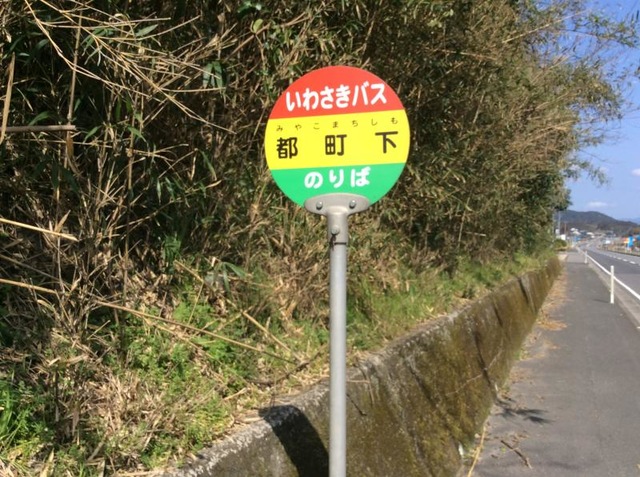 いわさきバス
みやこまちしも
都町下
のりば